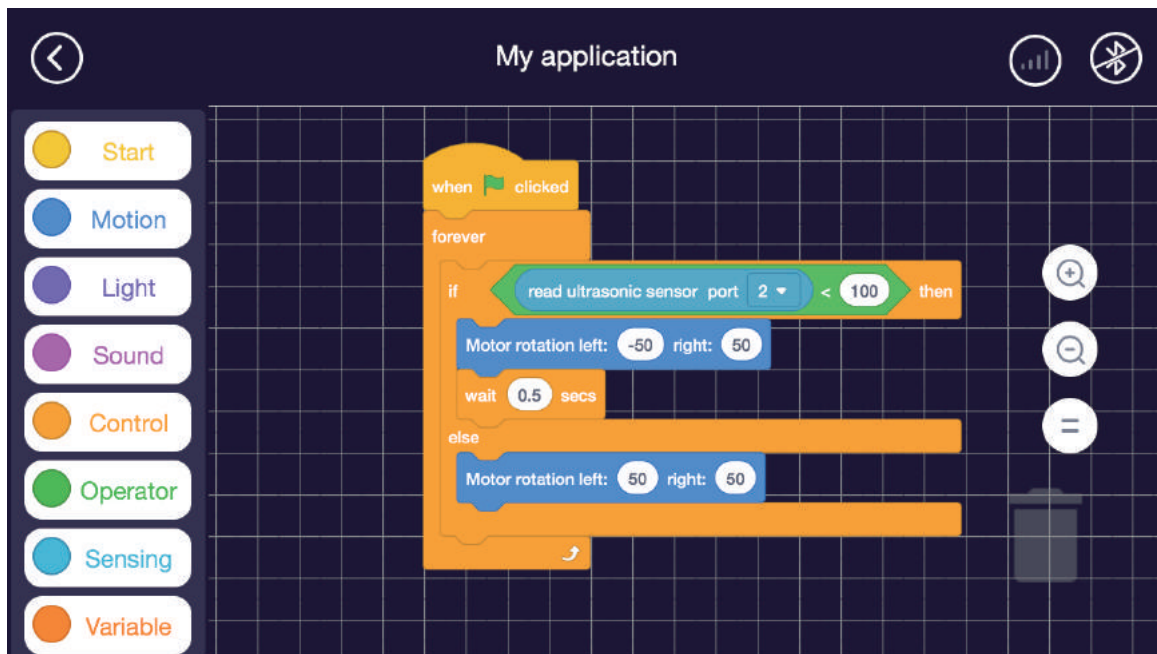 My application
Start
Motion
Light
Sound
Control
Operator
Sensing
Variable
when clicked
forever
if read ultrasonic sensor port 2 < 100 then
Motor rotation left: -50 right: 50
wait 0.5 secs
else
Motor rotation left: 50 right: 50